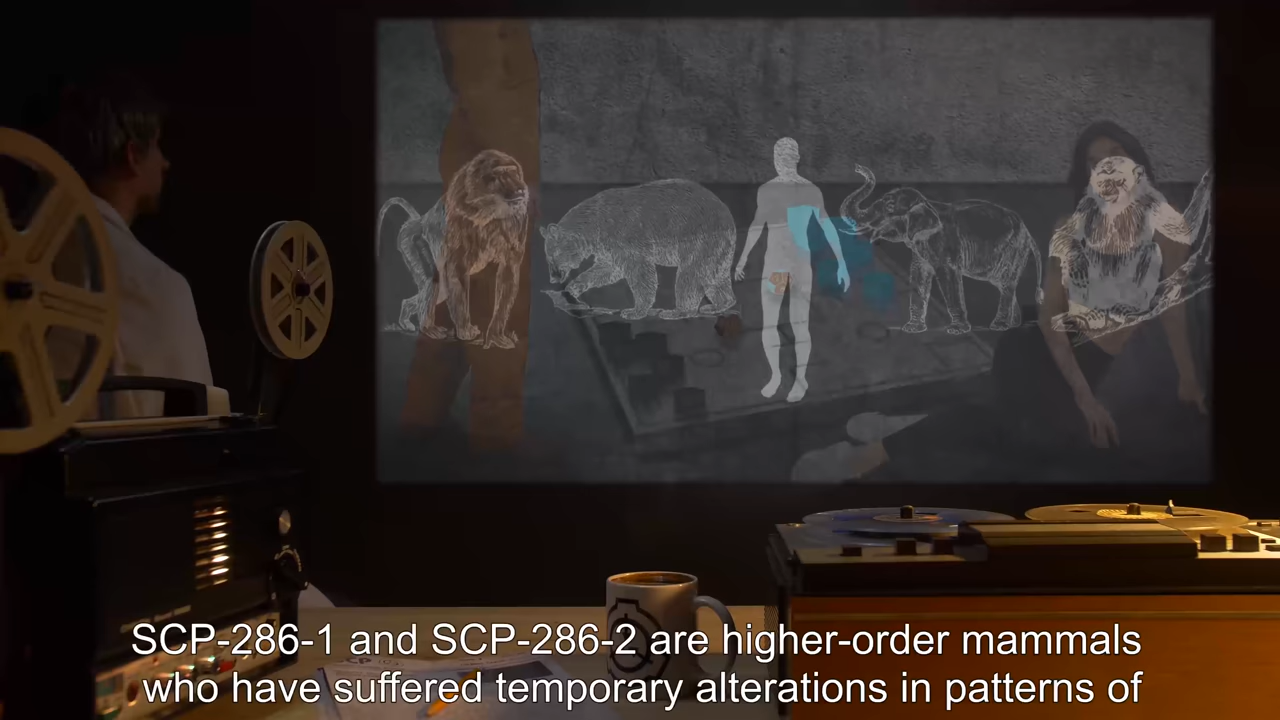 SCP-286-1 and SCP-286-2 are higher-order mammals
who have suffered temporary alterations in patterns of